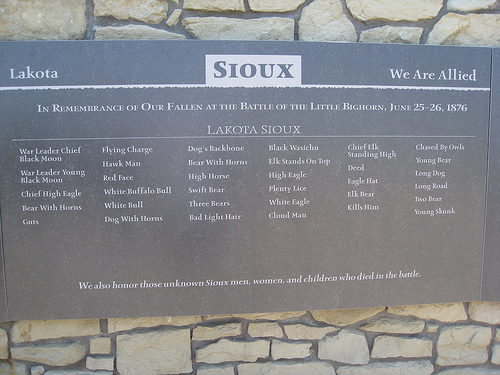 Lakota
SIOUX
We Are Allied
IN REMEMBRANCE OF OUR FALLEN AT THE BATTLE OF THE LITTLE BIGHORN, JUNE 25-26, 1876
LAKOTA SIOUX
War Leader Chief
Black Moon
War Leader Young
Black Moon
Chief High Eagle
Bear With Horns
Guts
Flying Charge
Hawk Man
Red Face
White Buffalo Bull
White Bull
Dog With Horns
Dog's Backbone
Bear With Horns
High Horse
Swift Bear
Three Bears
Bad Light Hair
Black Wasichu
Elk Stands On Top
High Eagle
Plenty Lice
White Eagle
Cloud Man
Chief Elk
Standing High
Deed
Eagle Hat
Elk Bear
Kills Him
Chased By Owls
Young Bear
Long Dog
Long Road
Two Bear
Young Skunk
We also honor those unknown Sioux men, women, and children who died in the battle.